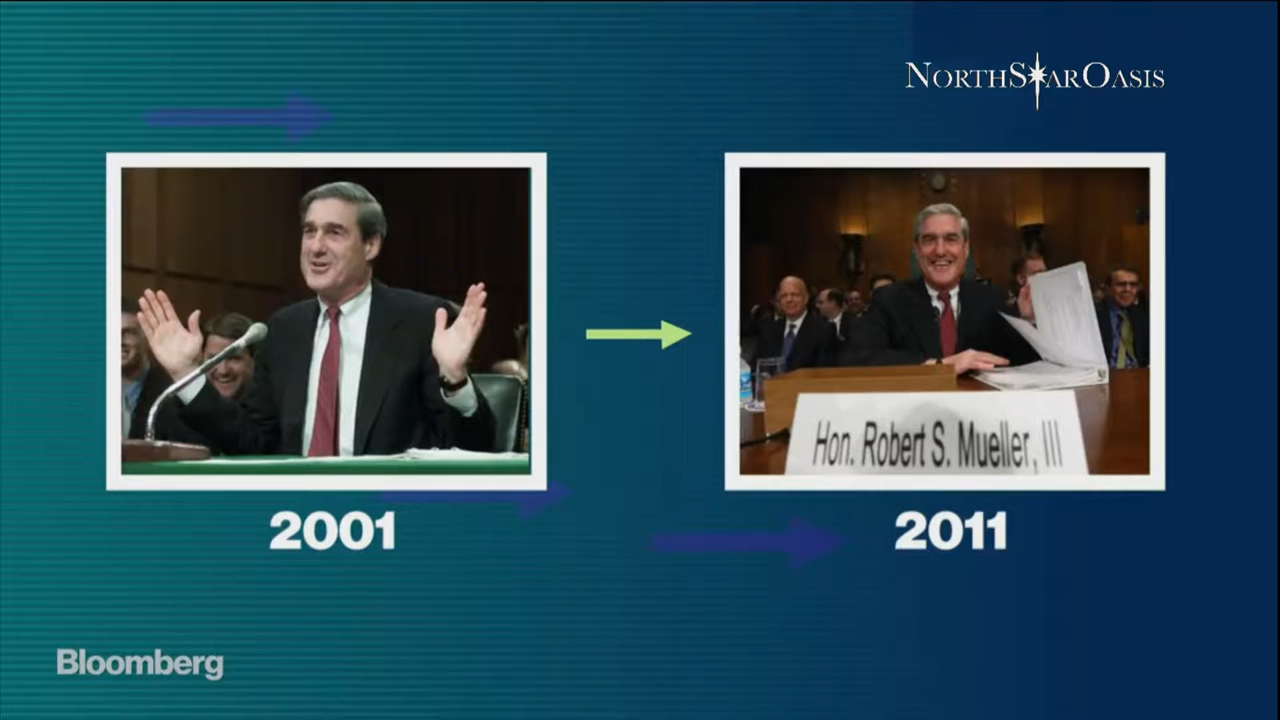 NORTHSTAROASIS
Hon. Robert S. Mueller, III
2001
2011
Bloomberg